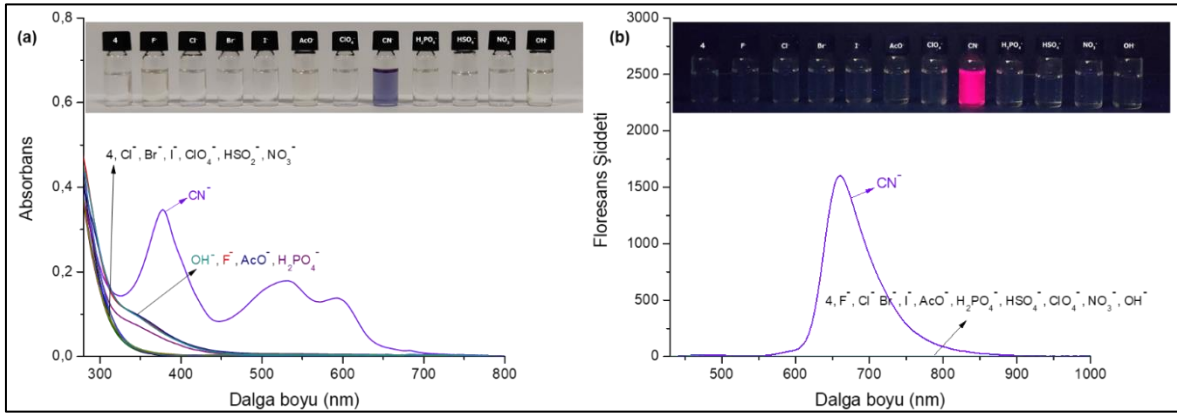 (a)
4 F⁻ Cl⁻ Br⁻ I⁻ AcO⁻ ClO₄⁻ CN⁻ H₂PO₄⁻ HSO₄⁻ NO₃⁻ OH⁻
0,8
0,6
0,4
0,2
0,0
Absorbans
4, Cl⁻, Br⁻, I⁻, ClO₄⁻, HSO₂⁻, NO₃⁻
CN⁻
OH⁻, F⁻, AcO⁻, H₂PO₄⁻
300 400 500 600 700 800
Dalga boyu (nm)
(b)
4 F⁻ Cl⁻ Br⁻ I⁻ AcO⁻ ClO₄⁻ CN⁻ H₂PO₄⁻ HSO₄⁻ NO₃⁻ OH⁻
3000
2500
2000
1500
1000
500
0
Floresans Şiddeti
CN⁻
4, F⁻, Cl⁻ Br⁻, I⁻, AcO⁻, H₂PO₄⁻, HSO₄⁻, ClO₄⁻, NO₃⁻, OH⁻
500 600 700 800 900 1000
Dalga boyu (nm)